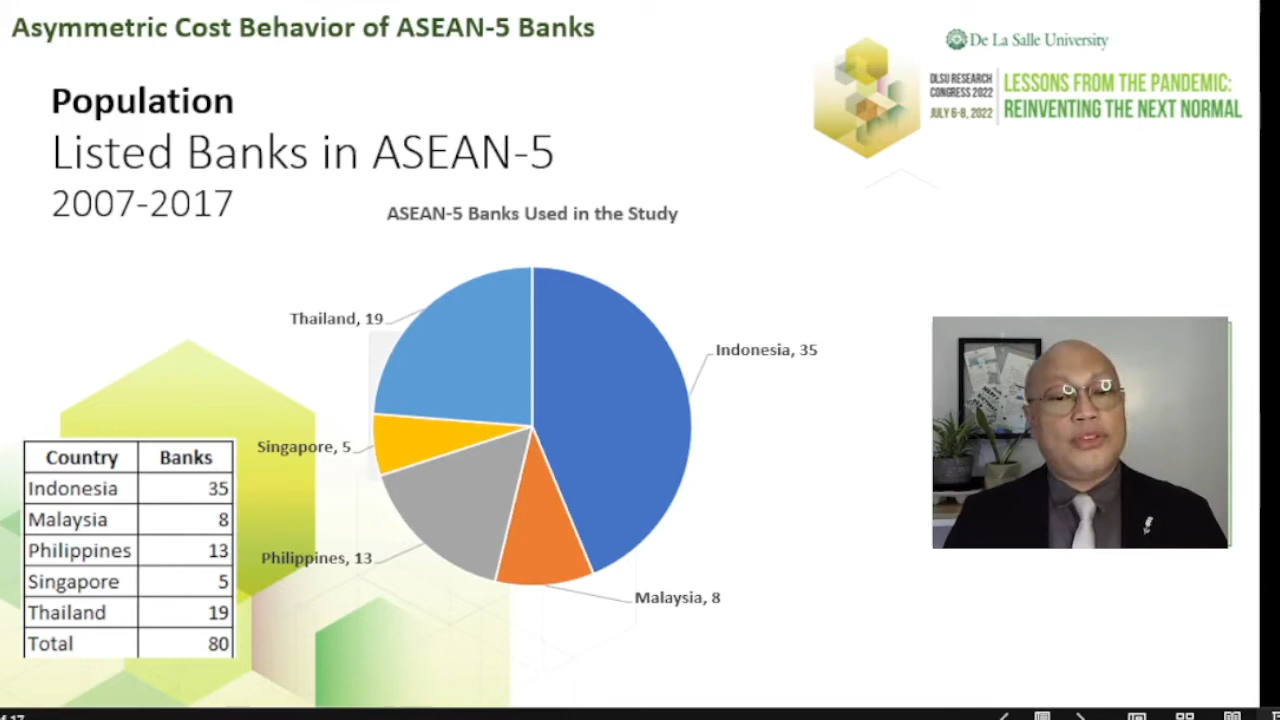 Asymmetric Cost Behavior of ASEAN-5 Banks
De La Salle University
DLSU RESEARCH
CONGRESS 2022
JULY 6-8, 2022
LESSONS FROM THE PANDEMIC:
REINVENTING THE NEXT NORMAL
Population
Listed Banks in ASEAN-5
2007-2017
ASEAN-5 Banks Used in the Study
Thailand, 19
Indonesia, 35
Singapore, 5
Philippines, 13
Malaysia, 8
Country Banks
Indonesia 35
Malaysia 8
Philippines 13
Singapore 5
Thailand 19
Total 80